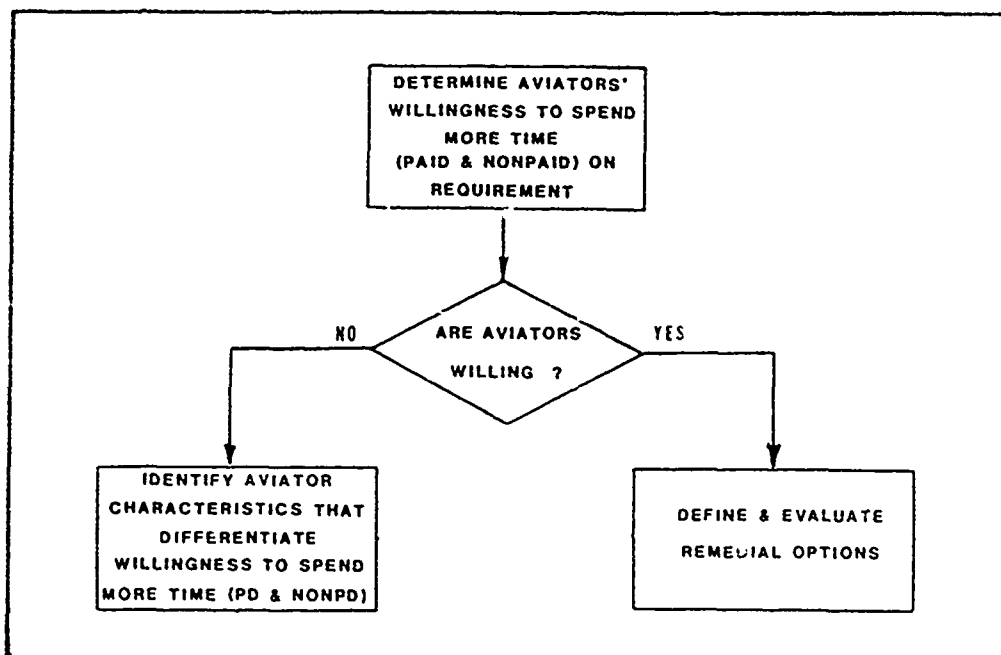 DETERMINE AVIATORS'
WILLINGNESS TO SPEND
MORE TIME
(PAID & NONPAID) ON
REQUIREMENT
NO
ARE AVIATORS
WILLING ?
YES
IDENTIFY AVIATOR
CHARACTERISTICS THAT
DIFFERENTIATE
WILLINGNESS TO SPEND
MORE TIME (PD & NONPD)
DEFINE & EVALUATE
REMEDIAL OPTIONS